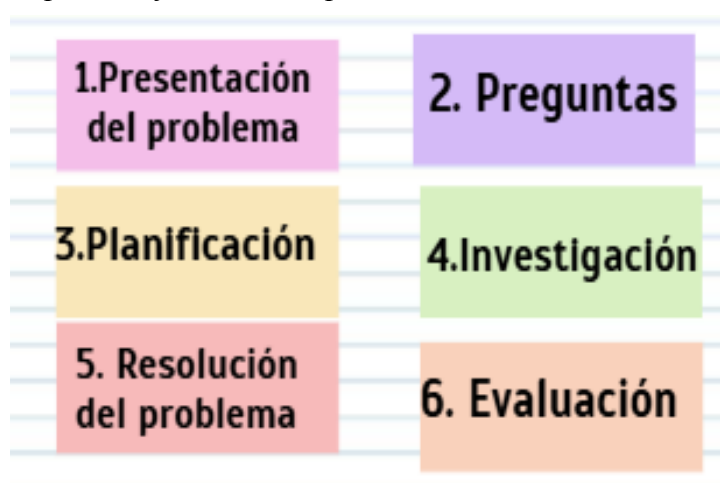 1.Presentación
del problema
2. Preguntas
3.Planificación
4.Investigación
5. Resolución
del problema
6. Evaluación